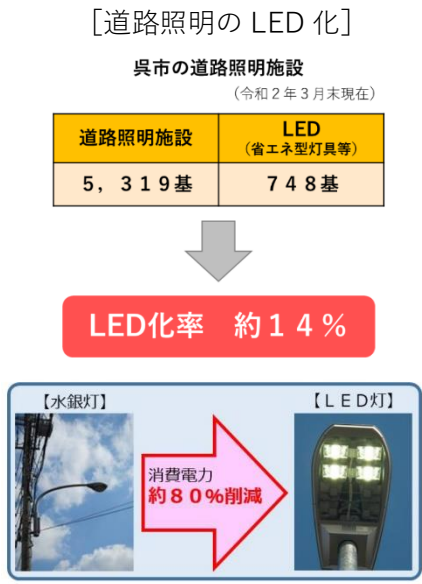 ［道路照明の LED 化］
呉市の道路照明施設
（令和２年３月末現在）
道路照明施設
LED
（省エネ型灯具等）
５，３１９基
７４８基
LED化率　約１４％
【水銀灯】
【ＬＥＤ灯】
消費電力
約８０％削減